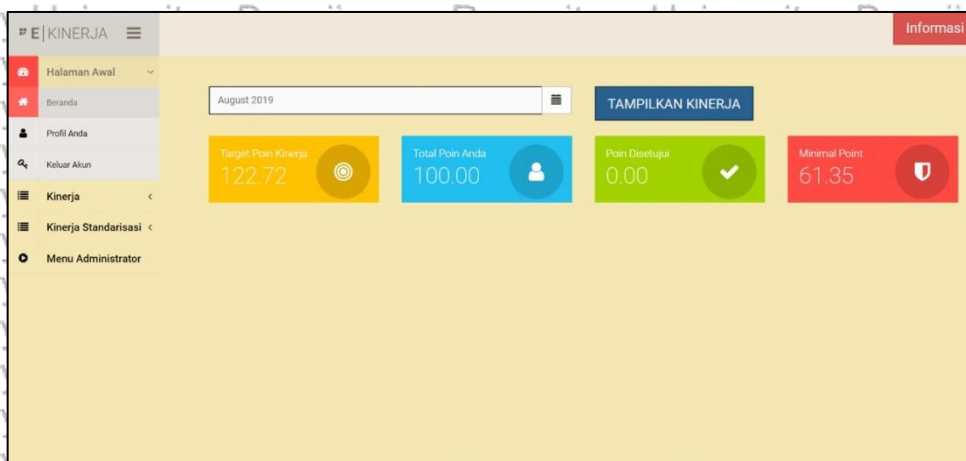 E|KINERJA
Informasi
Halaman Awal
Beranda
Profil Anda
Keluar Akun
Kinerja
Kinerja Standarisasi
Menu Administrator
August 2019
TAMPILKAN KINERJA
Target Poin Kinerja
122.72
Total Poin Anda
100.00
Poin Disetujui
0.00
Minimal Point
61.35